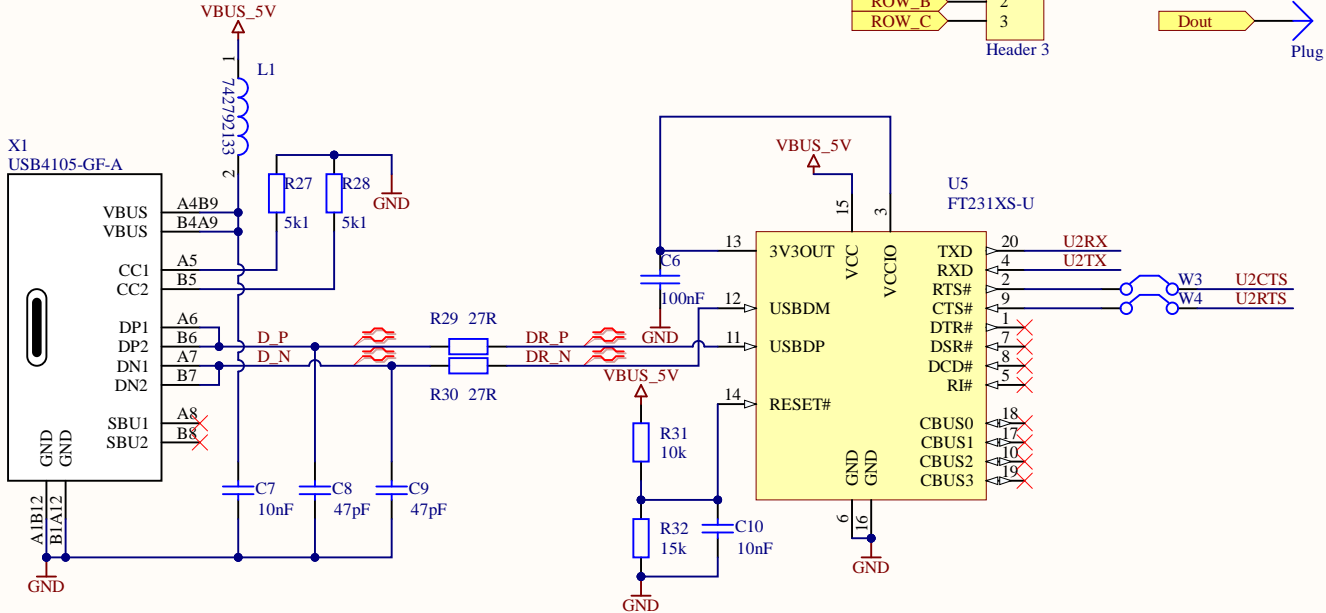 VBUS_5V
ROW_B
2
ROW_C
3
Header 3
Dout
Plug
1
L1
742792133
2
X1
USB4105-GF-A
R27
5k1
R28
5k1
GND
VBUS
A4B9
VBUS
B4A9
CC1
A5
CC2
B5
DP1
A6
DP2
B6
D_P
DN1
A7
D_N
DN2
B7
SBU1
A8
SBU2
B8
GND
GND
A1B12
B1A12
GND
C7
10nF
C8
47pF
C9
47pF
R29 27R
R30 27R
DR_P
DR_N
VBUS_5V
U5
FT231XS-U
15
3
13
3V3OUT
VCC
VCCIO
C6
100nF
GND
12
USBDM
11
USBDP
14
RESET#
TXD
20
U2RX
RXD
4
U2TX
RTS#
2
W3
U2CTS
CTS#
9
W4
U2RTS
DTR#
1
DSR#
7
DCD#
8
RI#
5
CBUS0
18
CBUS1
17
CBUS2
10
CBUS3
19
GND
GND
6
16
GND
VBUS_5V
R31
10k
R32
15k
C10
10nF
GND